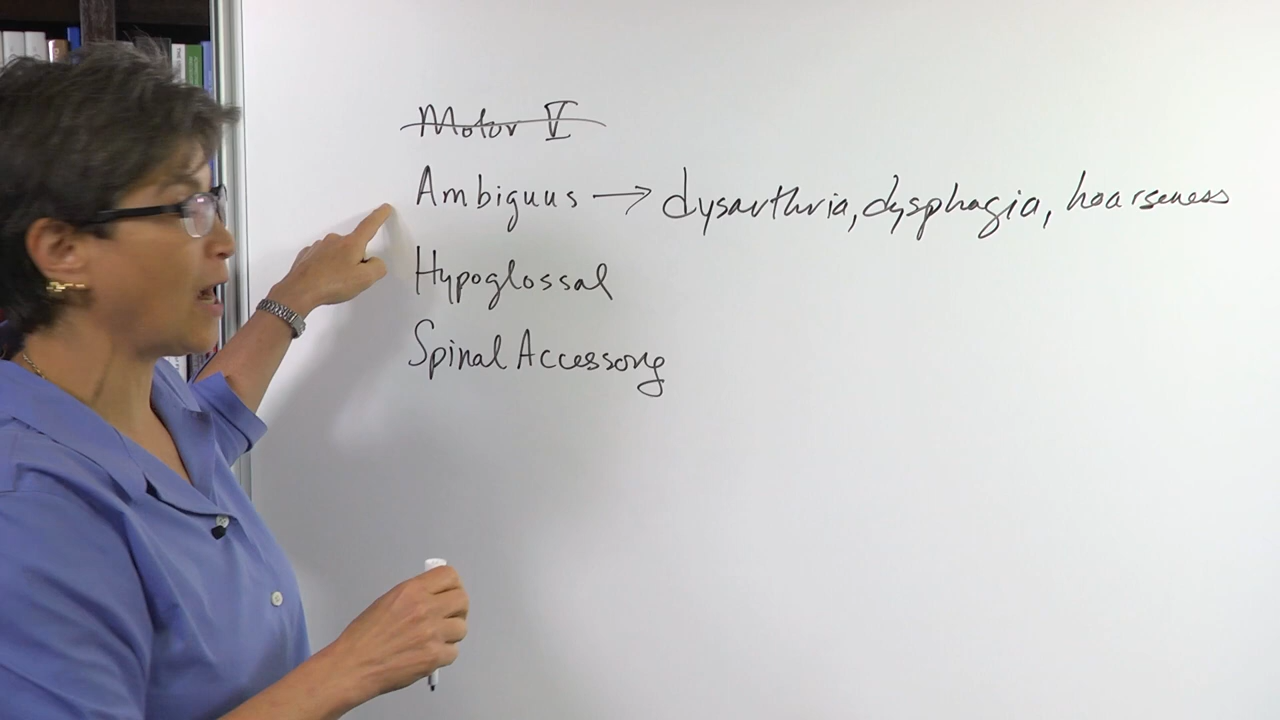 Motor V
Ambiguus → dysarthria, dysphagia, hoarseness
Hypoglossal
Spinal Accessory